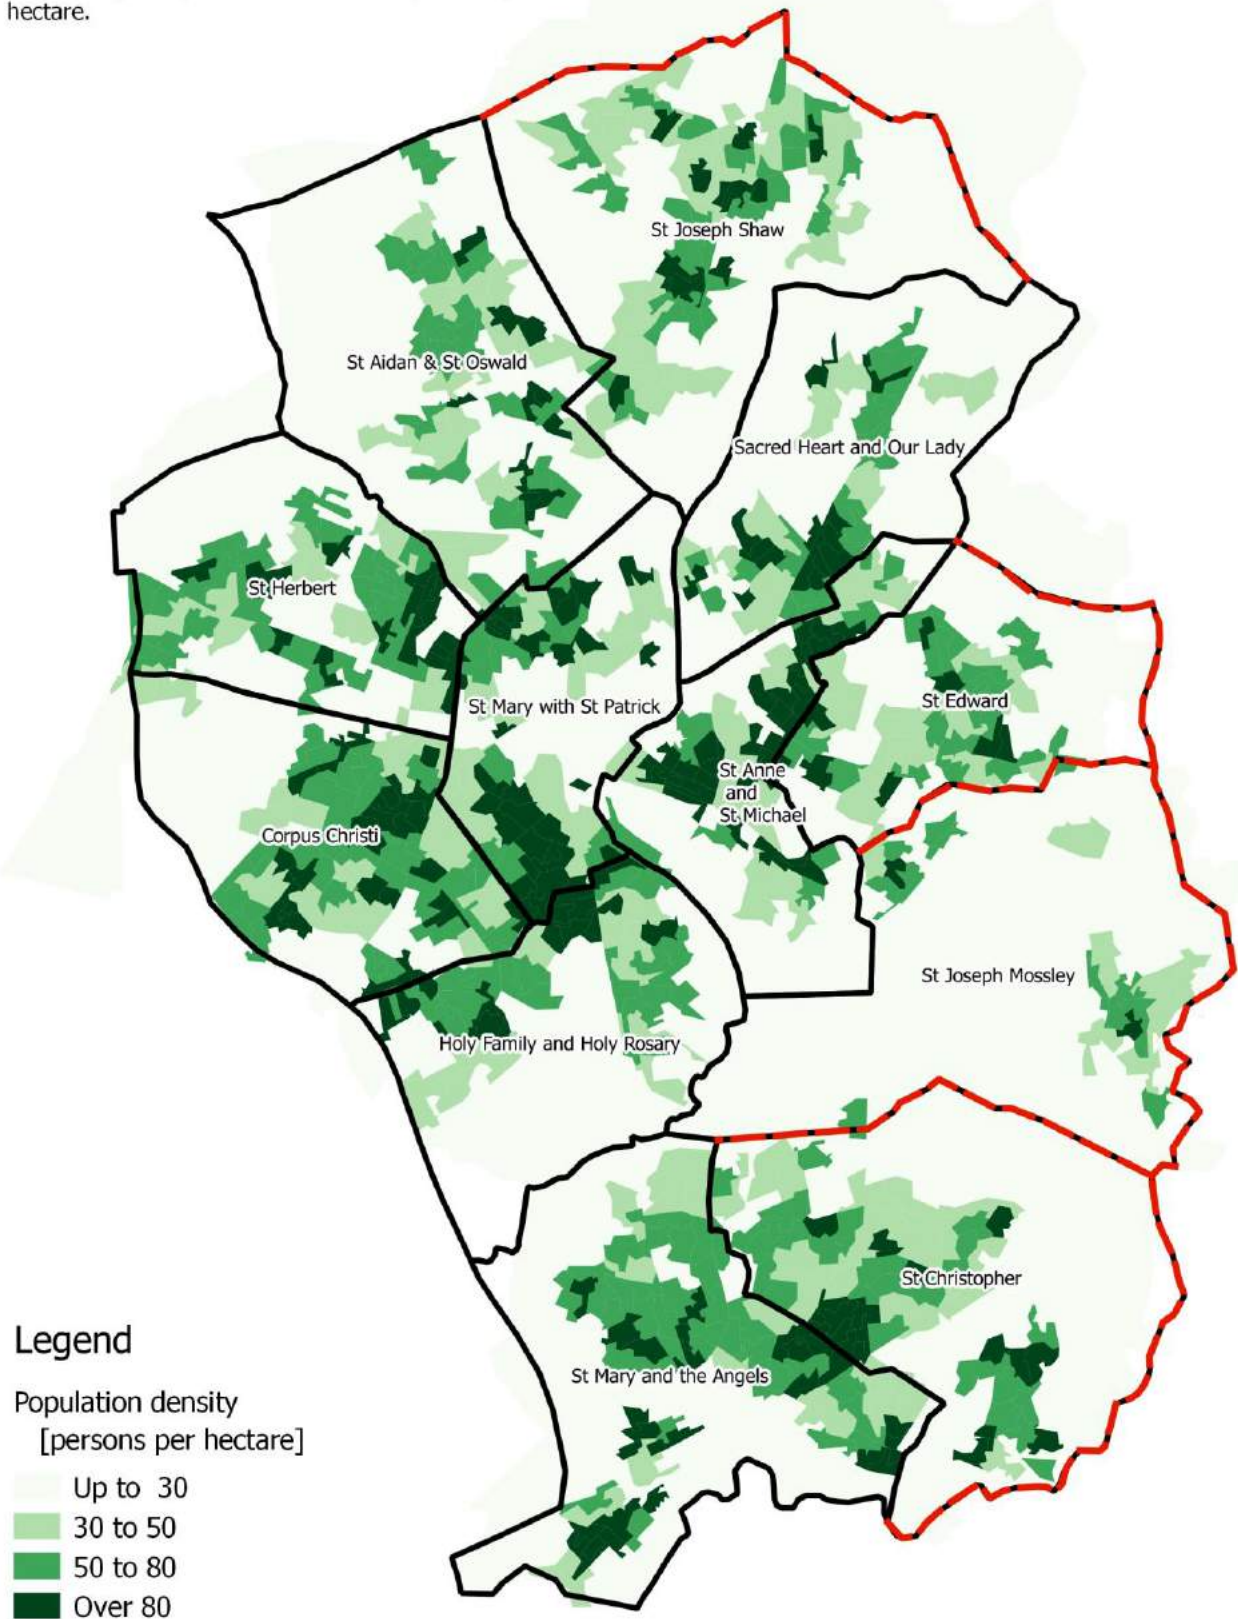 hectare.
St Joseph Shaw
St Aidan & St Oswald
Sacred Heart and Our Lady
St Herbert
St Mary with St Patrick
St Edward
St Anne
and
St Michael
Corpus Christi
St Joseph Mossley
Holy Family and Holy Rosary
St Christopher
St Mary and the Angels
Legend
Population density
[persons per hectare]
Up to 30
30 to 50
50 to 80
Over 80